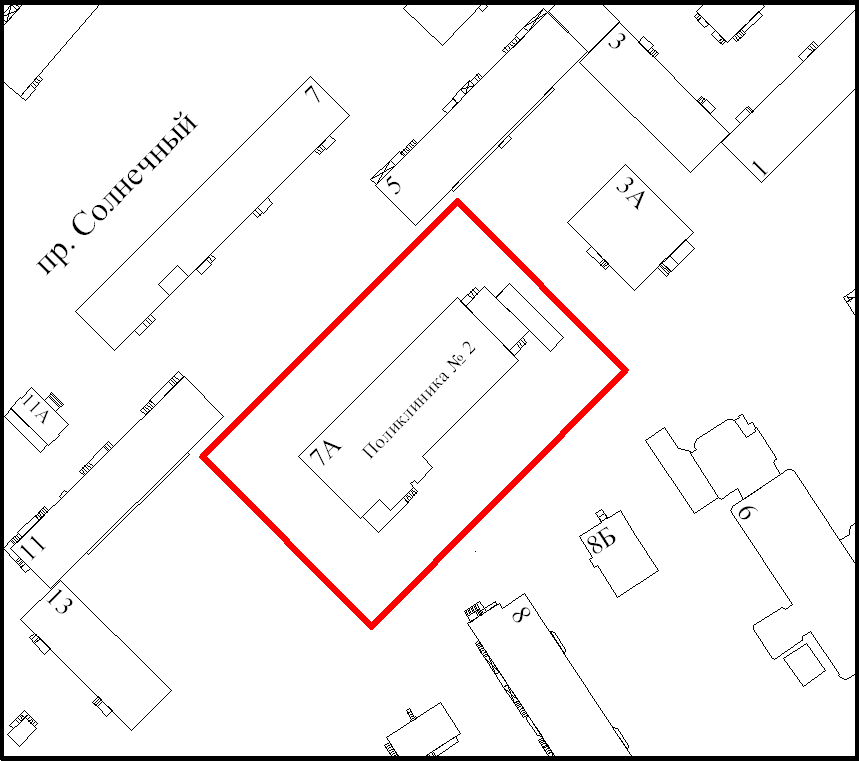 3
7
1
5
3А
пр. Солнечный
Поликлиника № 2
11А
7А
6
8Б
11
13
8